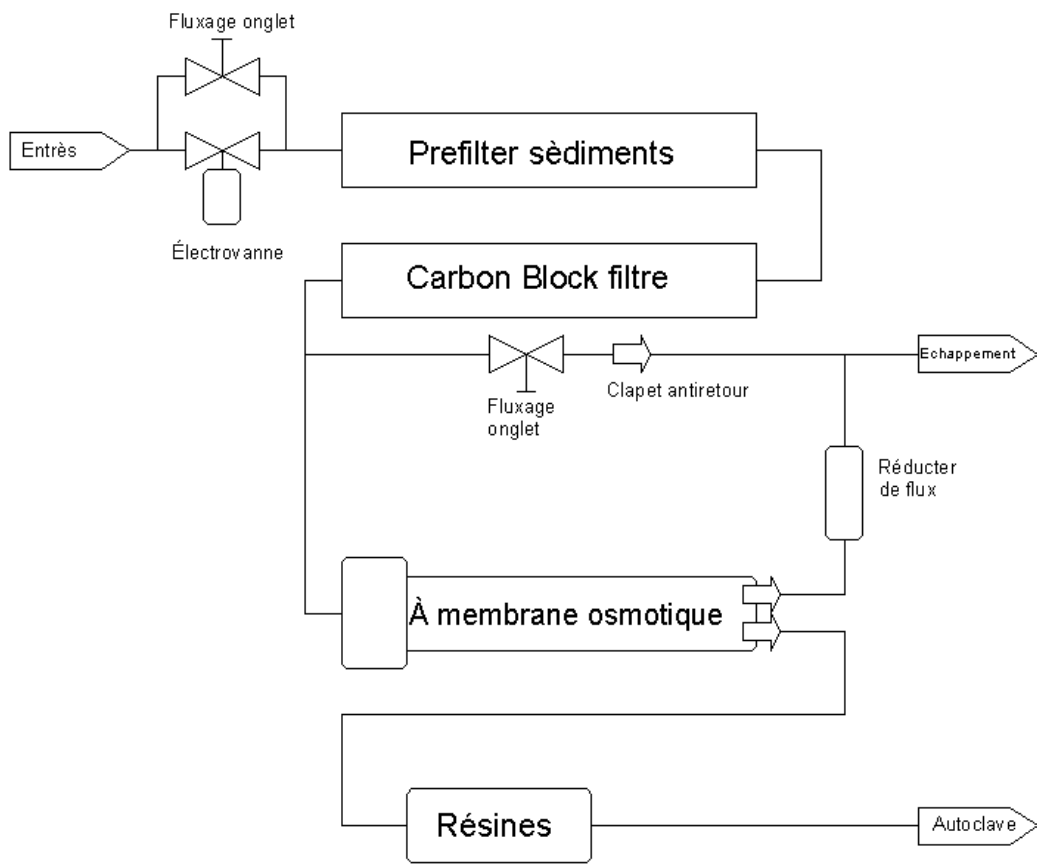 Fluxage onglet
Entrès
Prefilter sèdiments
Électrovanne
Carbon Block filtre
Echappement
Clapet antiretour
Fluxage
onglet
Réducter
de flux
À membrane osmotique
Résines
Autoclave